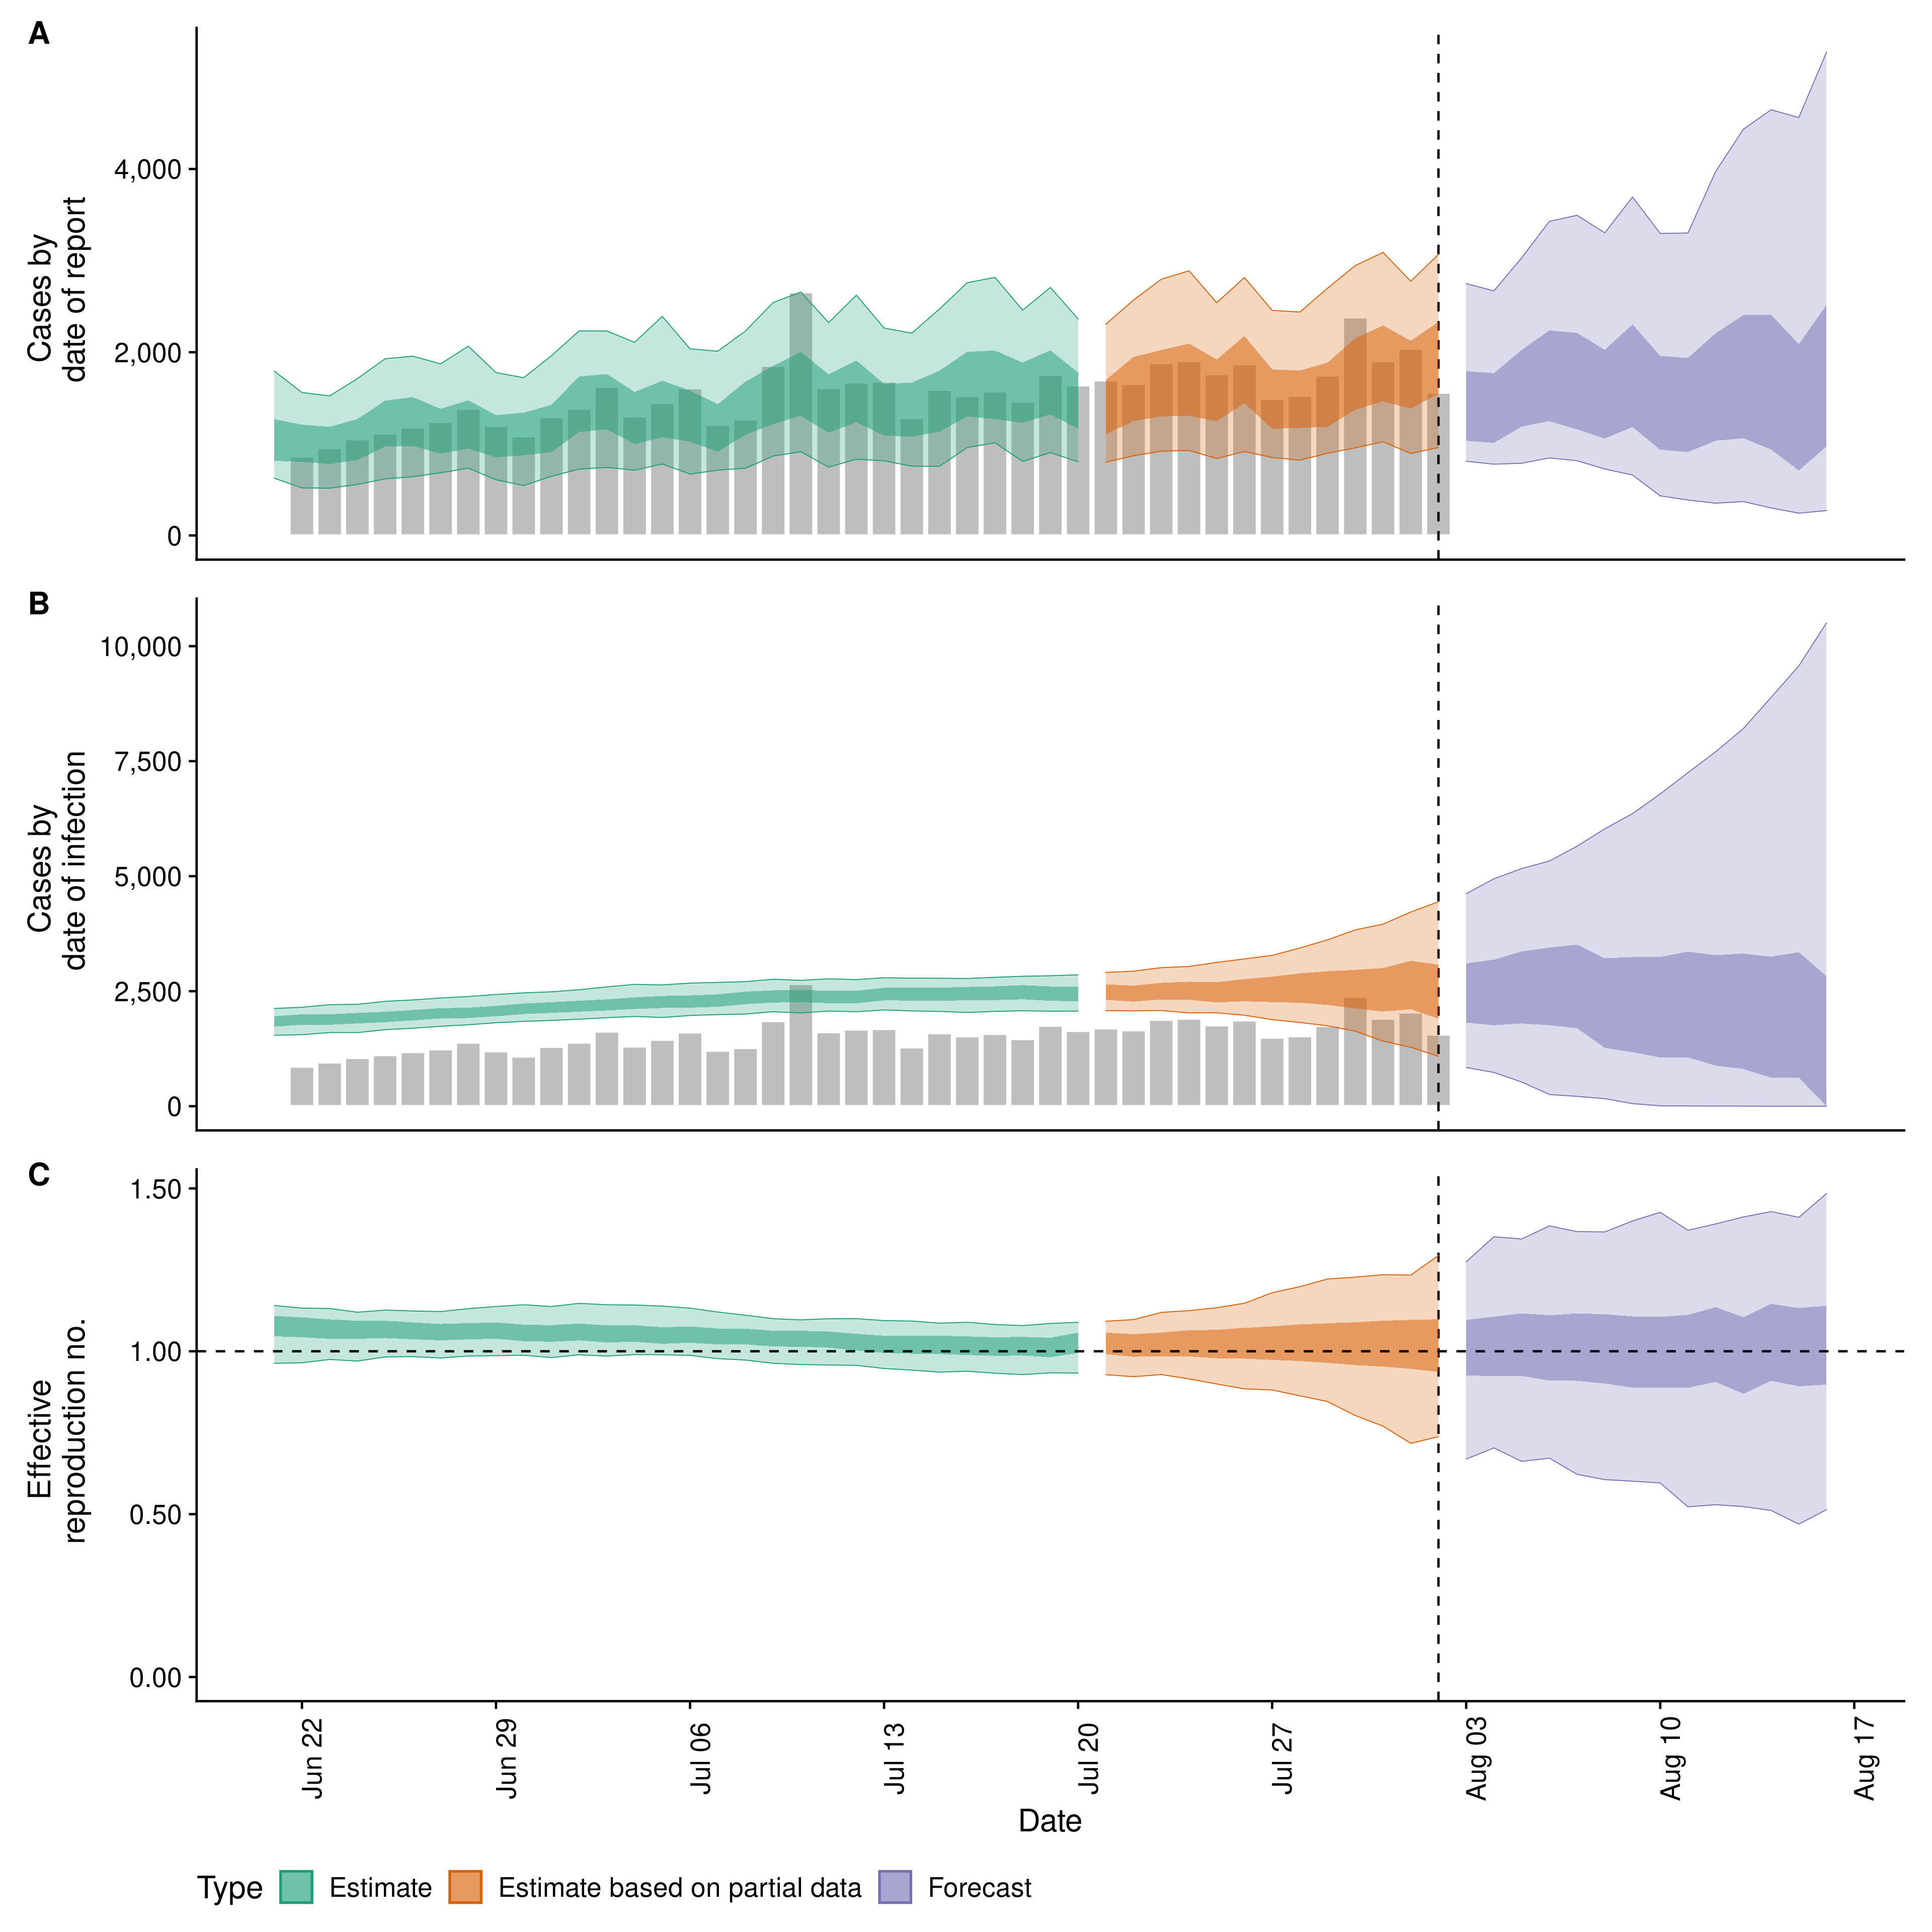 A
Cases by
date of report
4,000
2,000
0
B
Cases by
date of infection
10,000
7,500
5,000
2,500
0
C
Effective
reproduction no.
1.50
1.00
0.50
0.00
Jun 22
Jun 29
Jul 06
Jul 13
Jul 20
Jul 27
Aug 03
Aug 10
Aug 17
Date
Type Estimate Estimate based on partial data Forecast